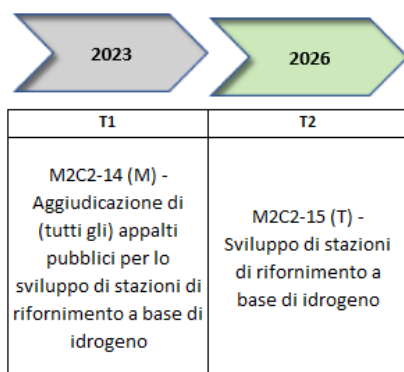 2023
2026
T1
T2
M2C2-14 (M) -
Aggiudicazione di
(tutti gli) appalti
pubblici per lo
sviluppo di stazioni di
rifornimento a base di
idrogeno
M2C2-15 (T) -
Sviluppo di stazioni
di rifornimento a
base di idrogeno